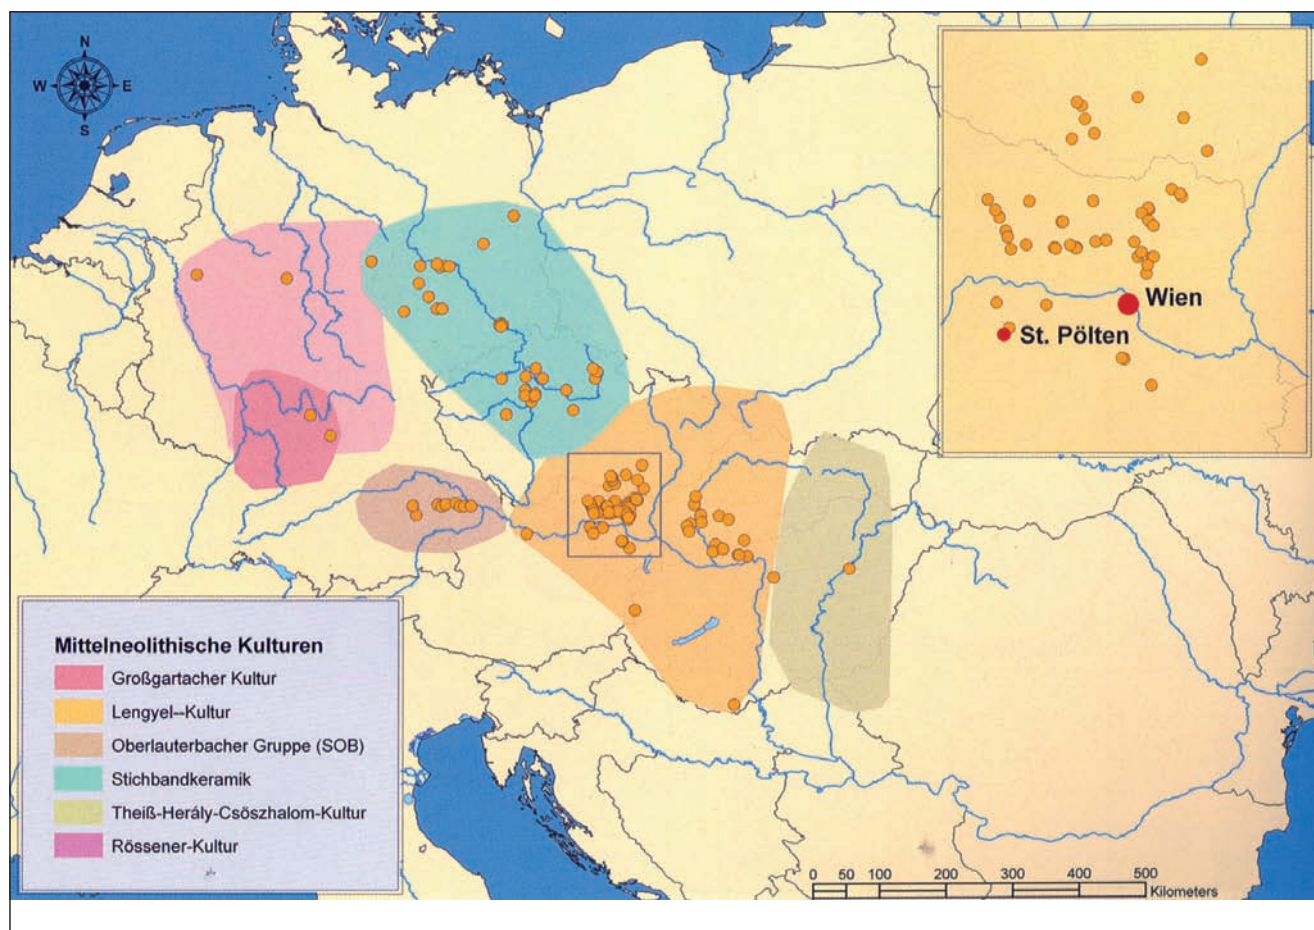 N
W
E
S
Wien
St. Pölten
Mittelneolithische Kulturen
Großgartacher Kultur
Lengyel--Kultur
Oberlauterbacher Gruppe (SOB)
Stichbandkeramik
Theiß-Herály-Csöszhalom-Kultur
Rössener-Kultur
0 50 100 200 300 400 500
Kilometers